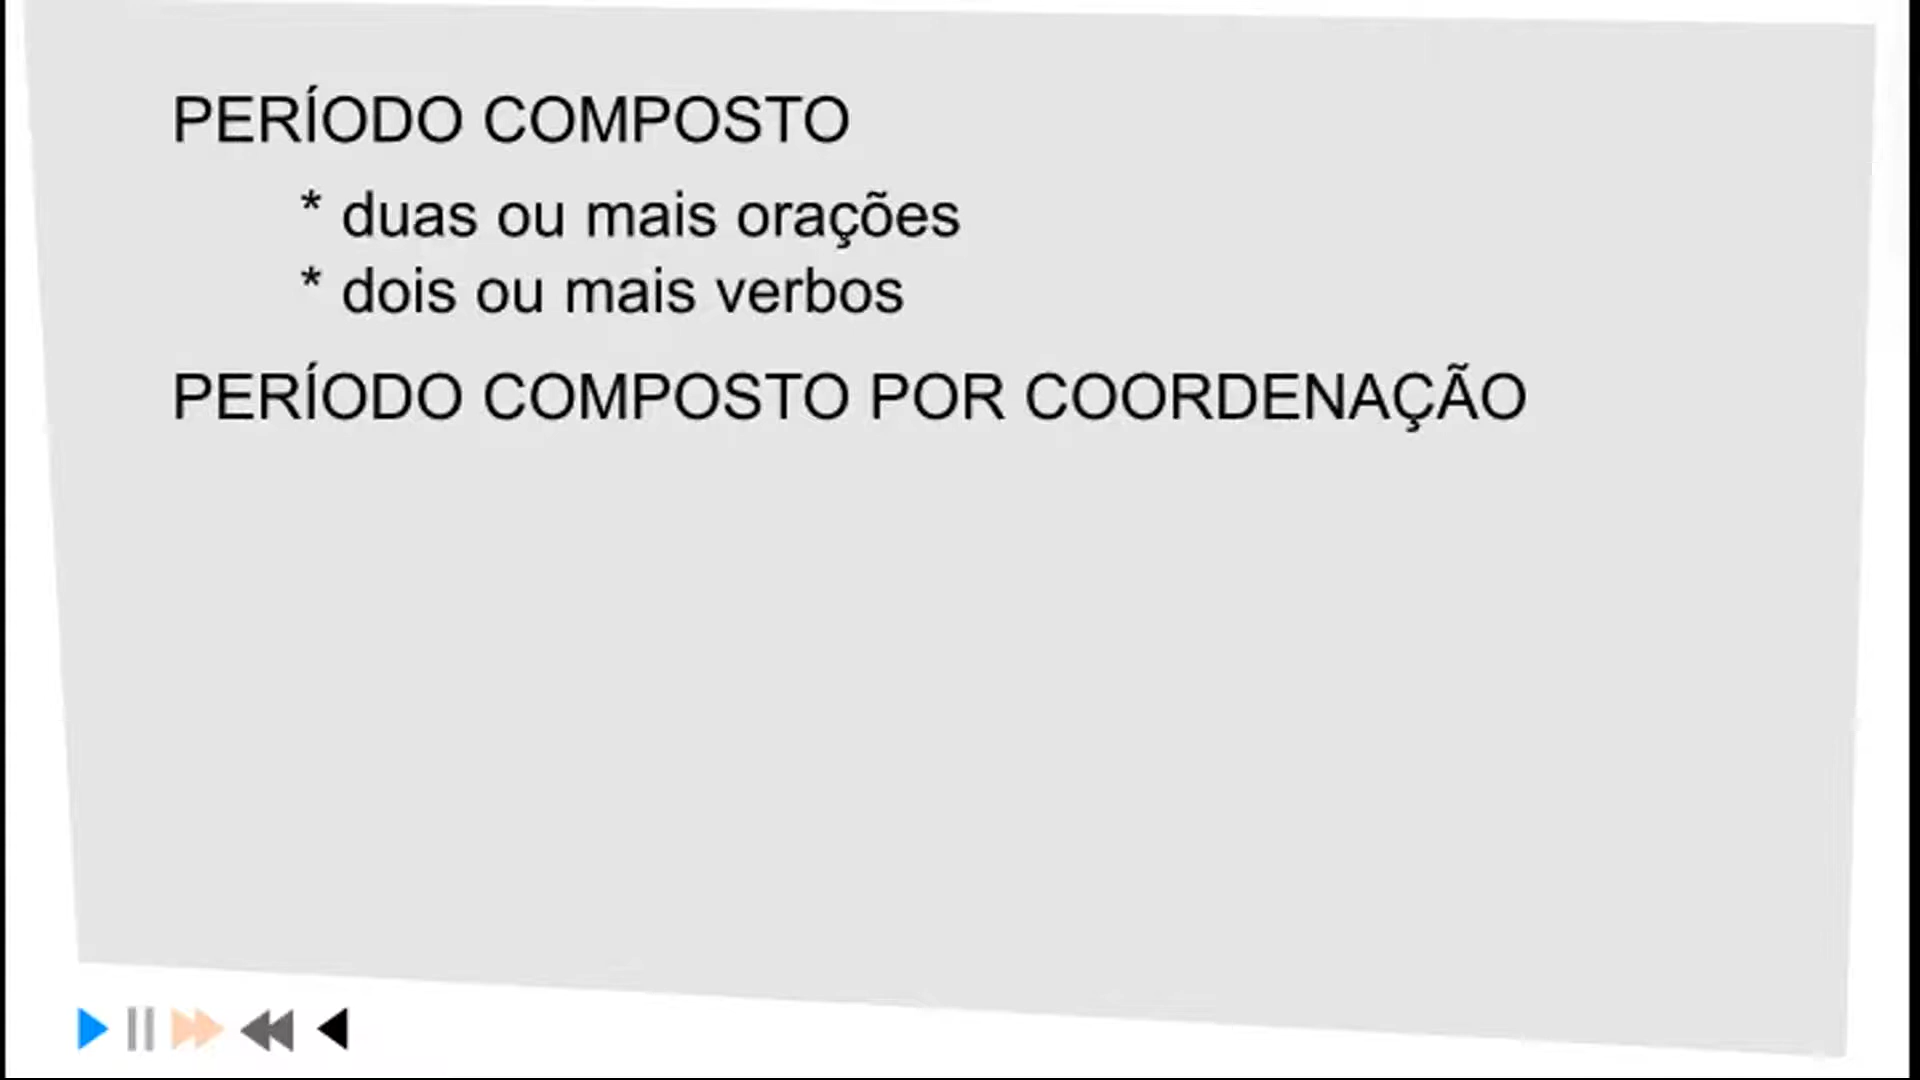 PERÍODO COMPOSTO
* duas ou mais orações
* dois ou mais verbos
PERÍODO COMPOSTO POR COORDENAÇÃO